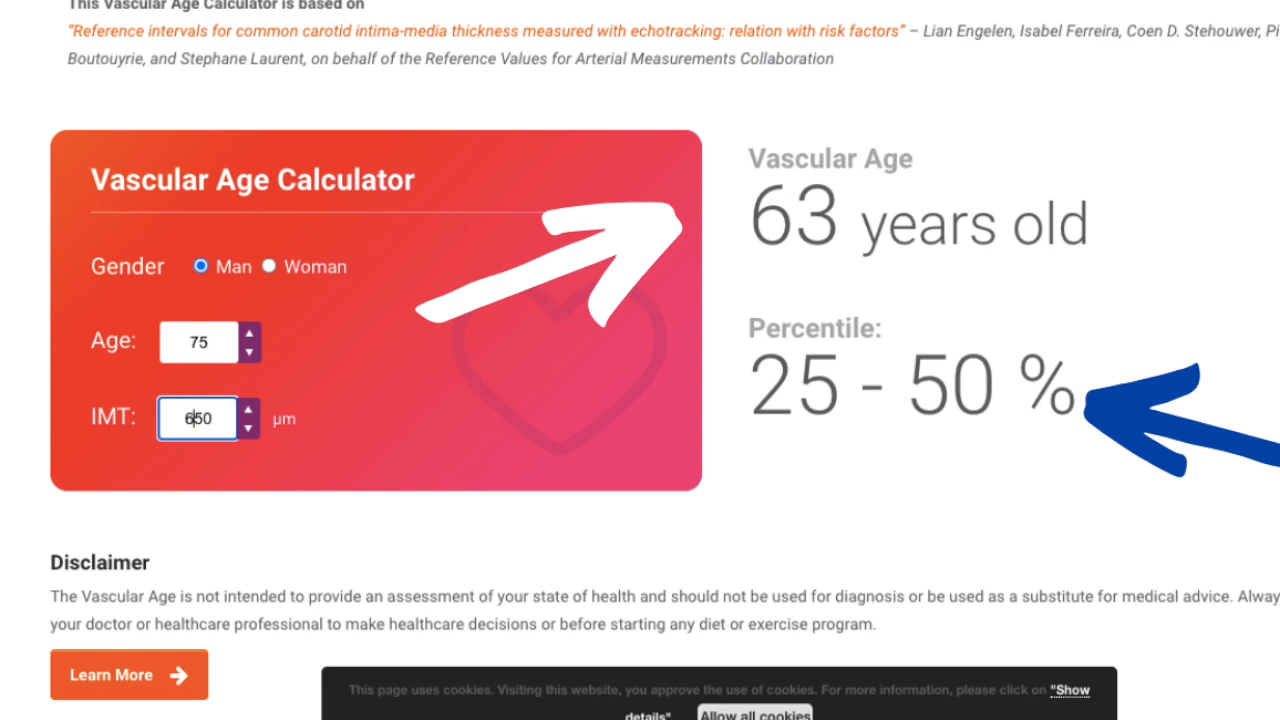 This Vascular Age Calculator is based on
"Reference intervals for common carotid intima-media thickness measured with echotracking: relation with risk factors" – Lian Engelen, Isabel Ferreira, Coen D. Stehouwer,
Boutouyrie, and Stephane Laurent, on behalf of the Reference Values for Arterial Measurements Collaboration
Vascular Age Calculator
Gender Man Woman
Age: 75
IMT: 650 μm
Vascular Age
63 years old
Percentile:
25 - 50 %
Disclaimer
The Vascular Age is not intended to provide an assessment of your state of health and should not be used for diagnosis or be used as a substitute for medical advice.
your doctor or healthcare professional to make healthcare decisions or before starting any diet or exercise program.
Learn More
This page uses cookies. Visiting this website, you approve the use of cookies. For more information, please click on "Show
details"
Allow all cookies